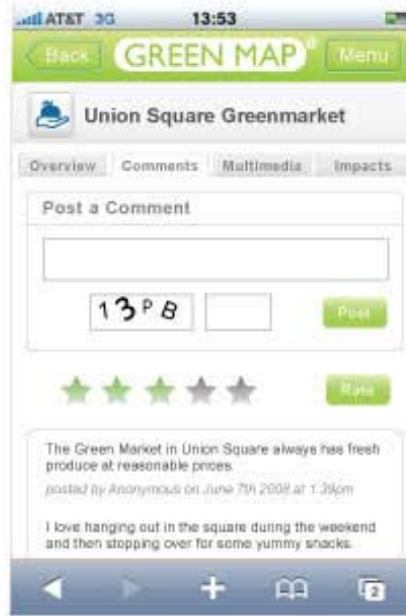 AT&T 3G 13:53
Back GREEN MAP® Menu
Union Square Greenmarket
Overview Comments Multimedia Impacts
Post a Comment
13PB Post
Rate
The Green Market in Union Square always has fresh
produce at reasonable prices.
posted by Anonymous on June 7th 2008 at 1:39pm
I love hanging out in the square during the weekend
and then stopping over for some yummy snacks.
2